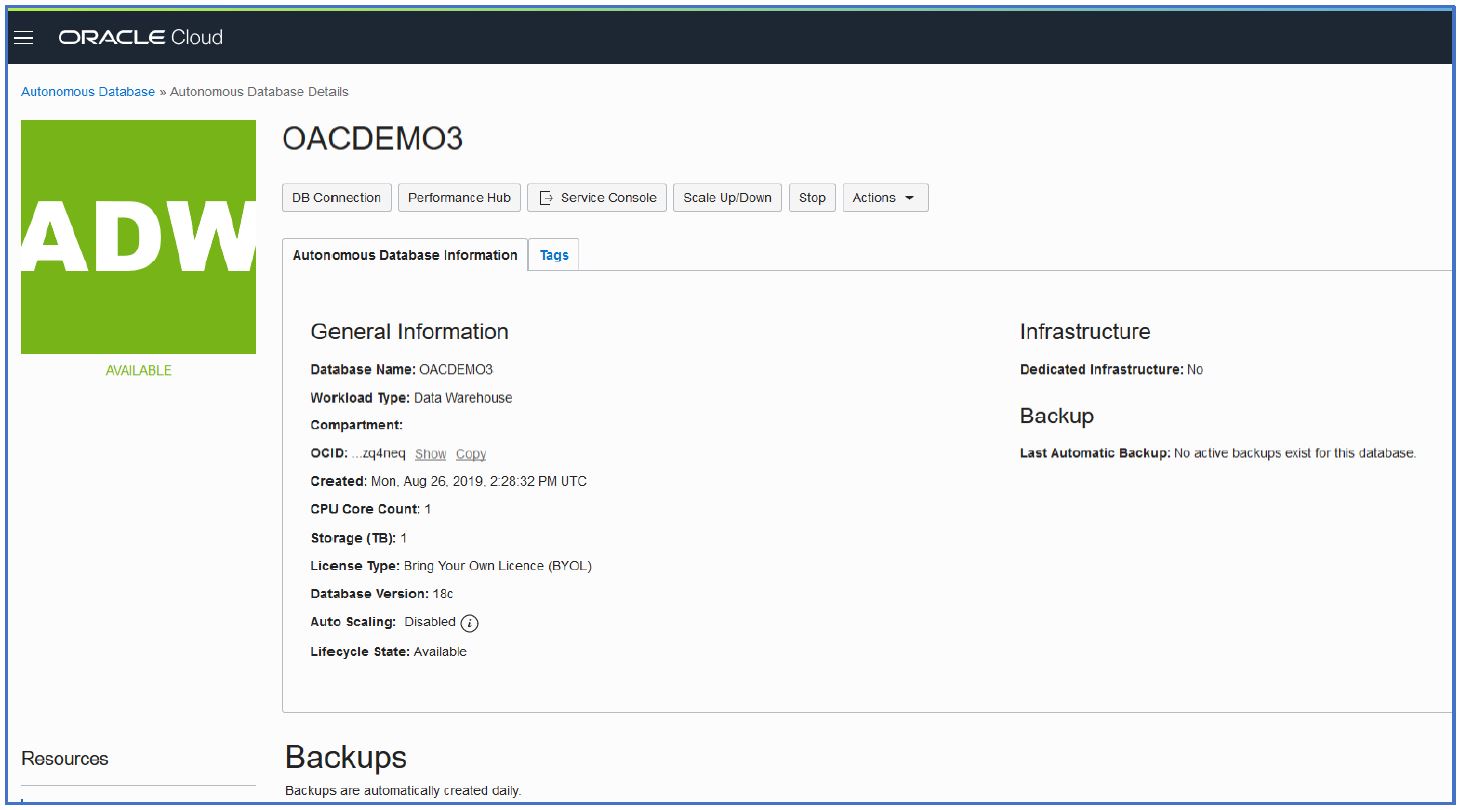 ORACLE Cloud
Autonomous Database » Autonomous Database Details
ADW
AVAILABLE
OACDEMO3
DB Connection
Performance Hub
Service Console
Scale Up/Down
Stop
Actions
Autonomous Database Information
Tags
General Information
Database Name: OACDEMO3
Workload Type: Data Warehouse
Compartment:
OCID: ...zq4neq Show Copy
Created: Mon, Aug 26, 2019, 2:28:32 PM UTC
CPU Core Count: 1
Storage (TB): 1
License Type: Bring Your Own Licence (BYOL)
Database Version: 18c
Auto Scaling: Disabled i
Lifecycle State: Available
Infrastructure
Dedicated Infrastructure: No
Backup
Last Automatic Backup: No active backups exist for this database.
Resources
Backups
Backups are automatically created daily.